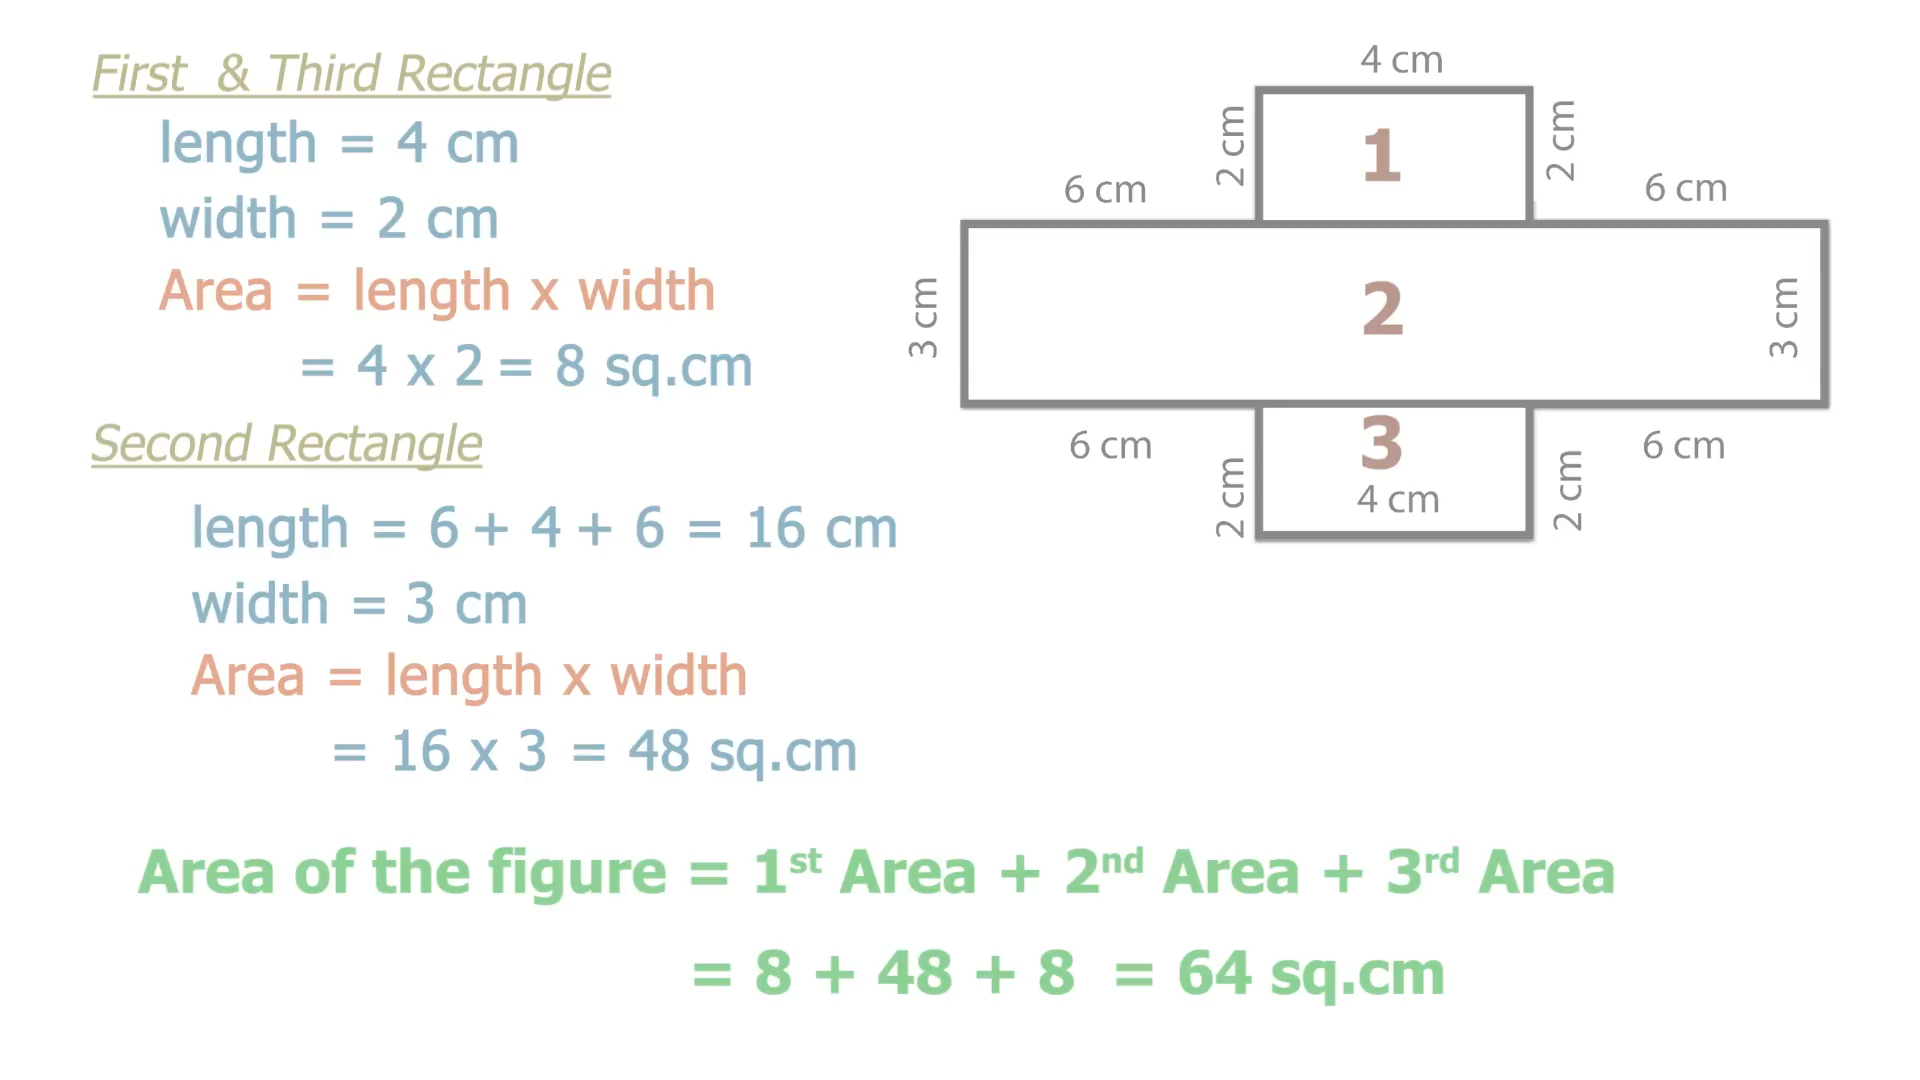 First & Third Rectangle
length = 4 cm
width = 2 cm
Area = length x width
= 4 x 2 = 8 sq.cm
Second Rectangle
length = 6 + 4 + 6 = 16 cm
width = 3 cm
Area = length x width
= 16 x 3 = 48 sq.cm
4 cm
2 cm
1
2 cm
6 cm
6 cm
3 cm
2
3 cm
6 cm
3
6 cm
2 cm
4 cm
2 cm
Area of the figure = 1st Area + 2nd Area + 3rd Area
= 8 + 48 + 8 = 64 sq.cm